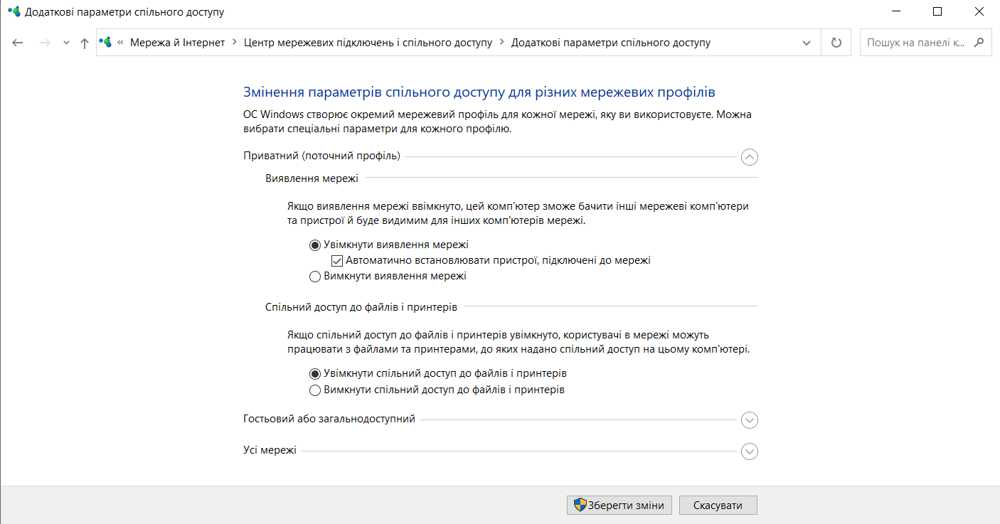 Додаткові параметри спільного доступу
« Мережа й Інтернет > Центр мережевих підключень і спільного доступу > Додаткові параметри спільного доступу
Пошук на панелі к...
Змінення параметрів спільного доступу для різних мережевих профілів
ОС Windows створює окремий мережевий профіль для кожної мережі, яку ви використовуєте. Можна
вибрати спеціальні параметри для кожного профілю.
Приватний (поточний профіль)
Виявлення мережі
Якщо виявлення мережі ввімкнуто, цей комп'ютер зможе бачити інші мережеві комп'ютери
та пристрої й буде видимим для інших комп'ютерів мережі.
Увімкнути виявлення мережі
Автоматично встановлювати пристрої, підключені до мережі
Вимкнути виявлення мережі
Спільний доступ до файлів і принтерів
Якщо спільний доступ до файлів і принтерів увімкнуто, користувачі в мережі можуть
працювати з файлами та принтерами, до яких надано спільний доступ на цьому комп'ютері.
Увімкнути спільний доступ до файлів і принтерів
Вимкнути спільний доступ до файлів і принтерів
Гостьовий або загальнодоступний
Усі мережі
Зберегти зміни
Скасувати